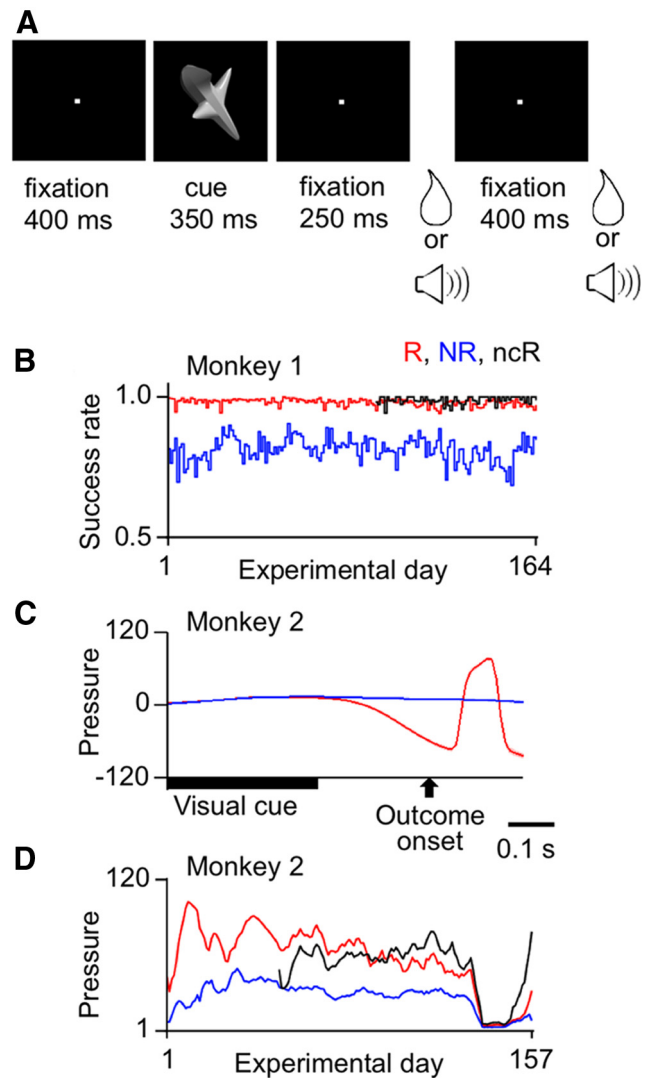 A
fixation
400 ms
cue
350 ms
fixation
250 ms
or
fixation
400 ms
or
B
Monkey 1
R, NR, ncR
Success rate
1.0
0.5
1
164
Experimental day
C
Monkey 2
Pressure
120
0
-120
Visual cue
Outcome
onset
0.1 s
D
Monkey 2
Pressure
120
1
1
157
Experimental day